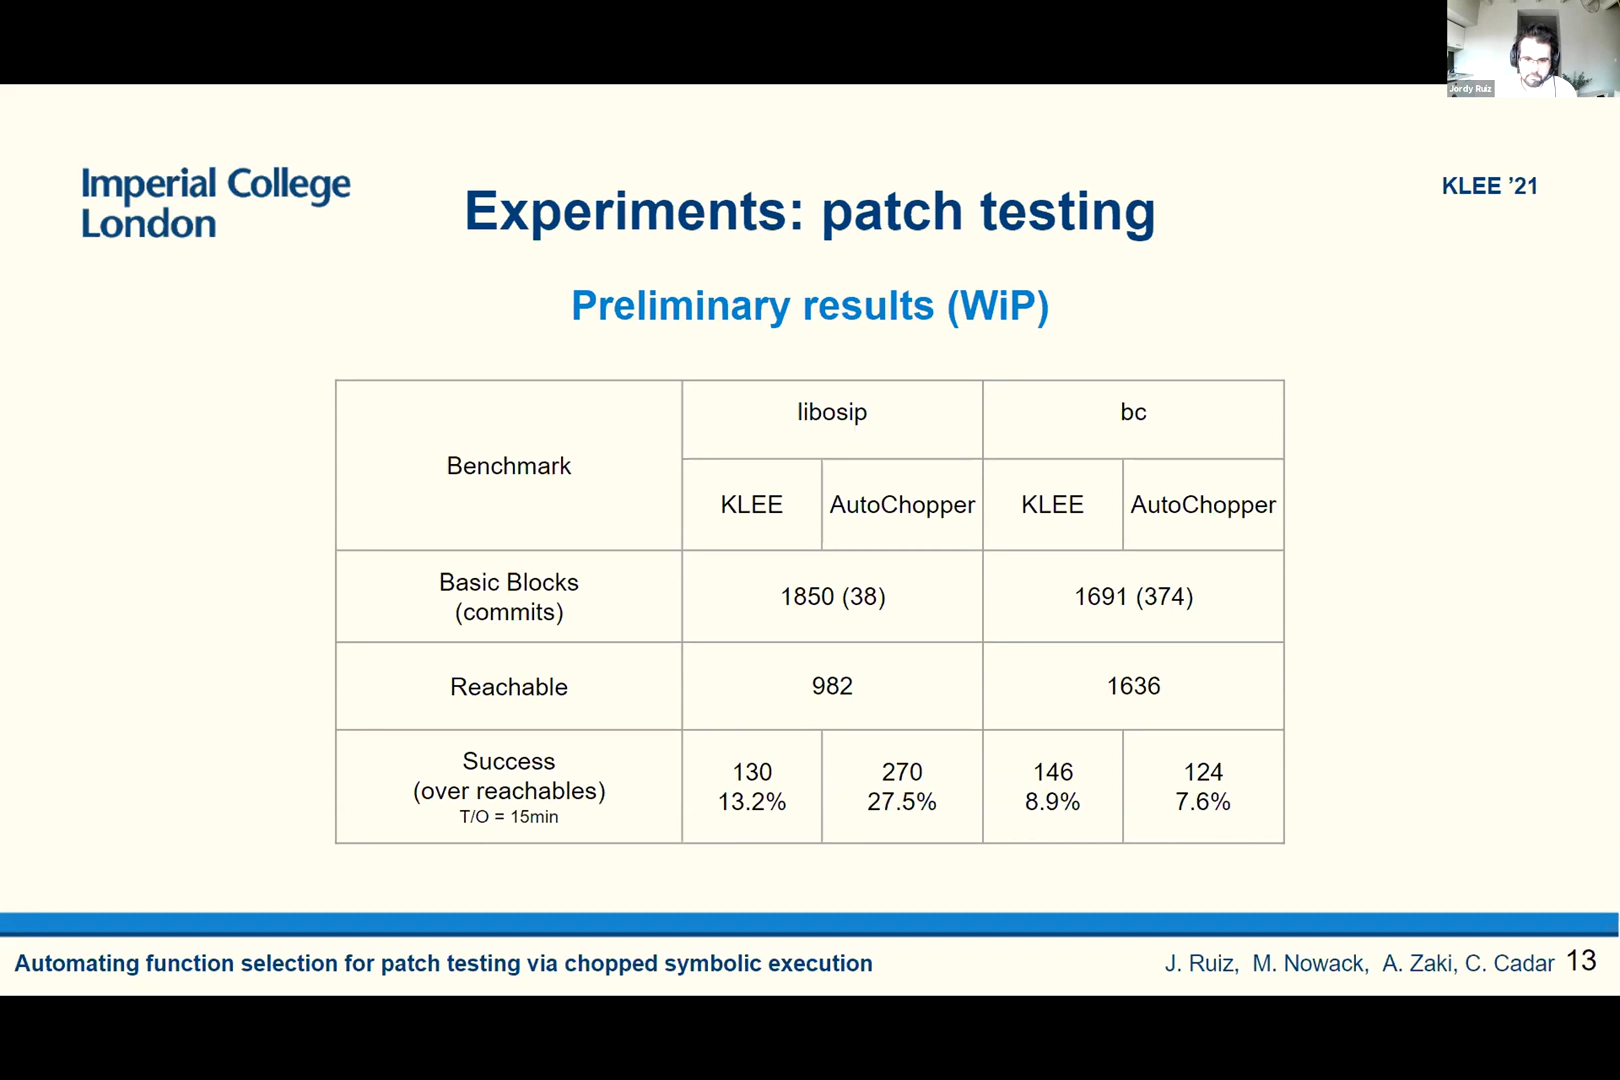 Jordy Ruiz
Imperial College
London
KLEE ’21
Experiments: patch testing
Preliminary results (WiP)
Benchmark
libosip
bc
KLEE
AutoChopper
KLEE
AutoChopper
Basic Blocks
(commits)
1850 (38)
1691 (374)
Reachable
982
1636
Success
(over reachables)
T/O = 15min
130
13.2%
270
27.5%
146
8.9%
124
7.6%
Automating function selection for patch testing via chopped symbolic execution
J. Ruiz, M. Nowack, A. Zaki, C. Cadar 13